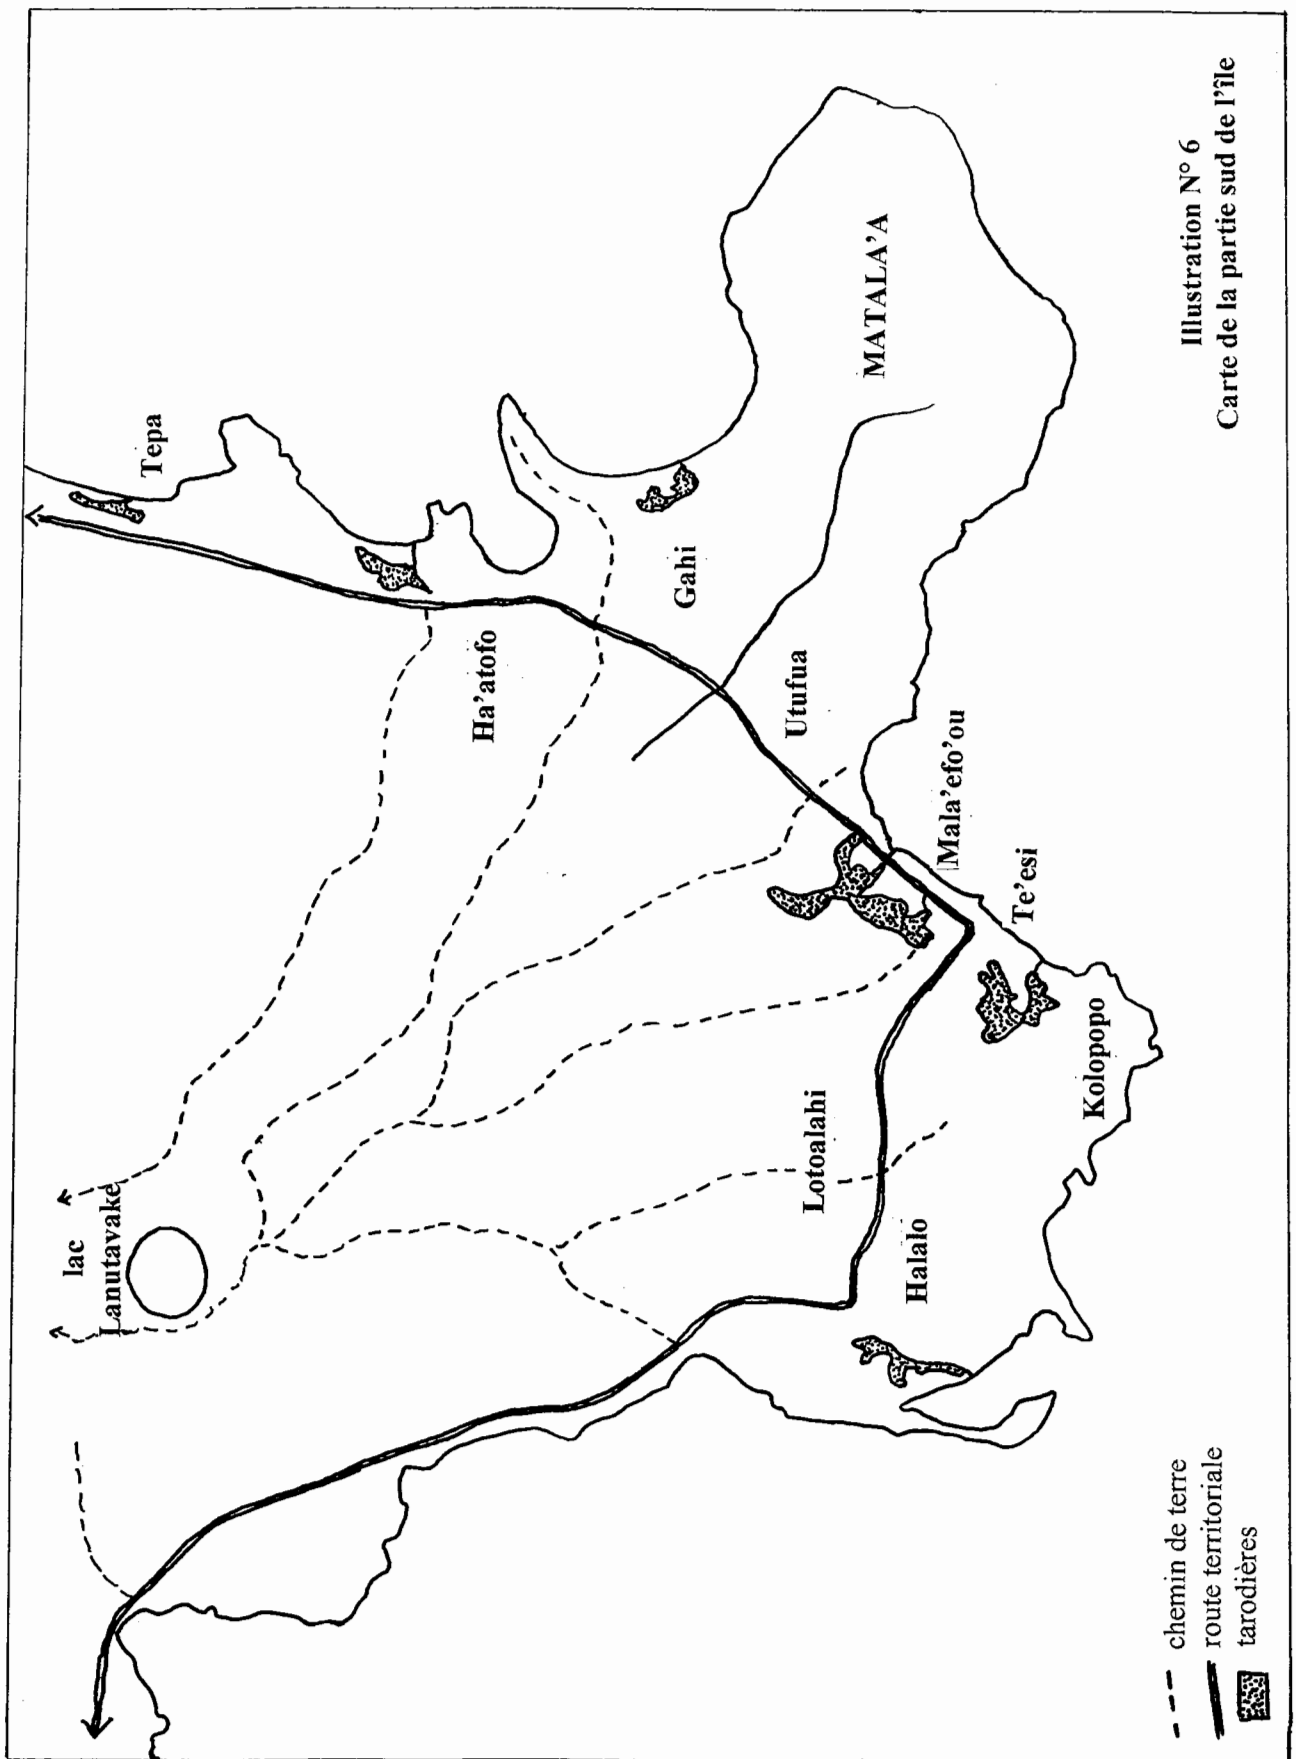 lac
Lanutavake
Tepa
Ha'atofo
Gahi
MATALA'A
Utufua
Mala'efo'ou
Te'esi
Kolopopo
Lotoalahi
Halalo
chemin de terre
route territoriale
tarodières
Illustration N° 6
Carte de la partie sud de l'île